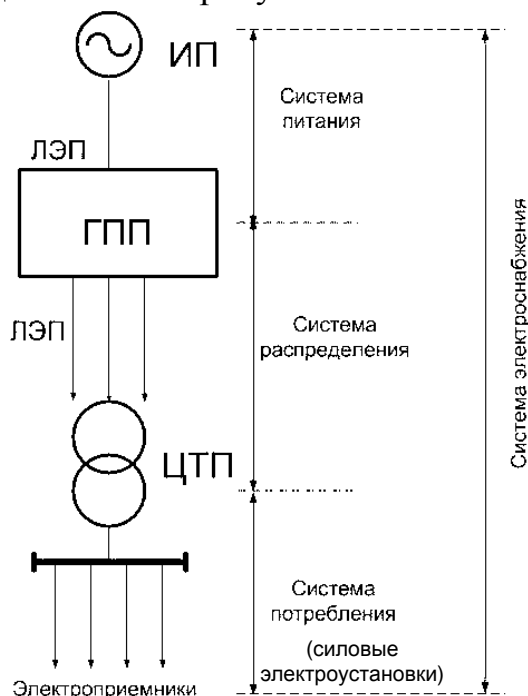 ИП
Система
питания
ЛЭП
ГПП
ЛЭП
Система
распределения
Система электроснабжения
ЦТП
Система
потребления
(силовые
электроустановки)
Электроприемники